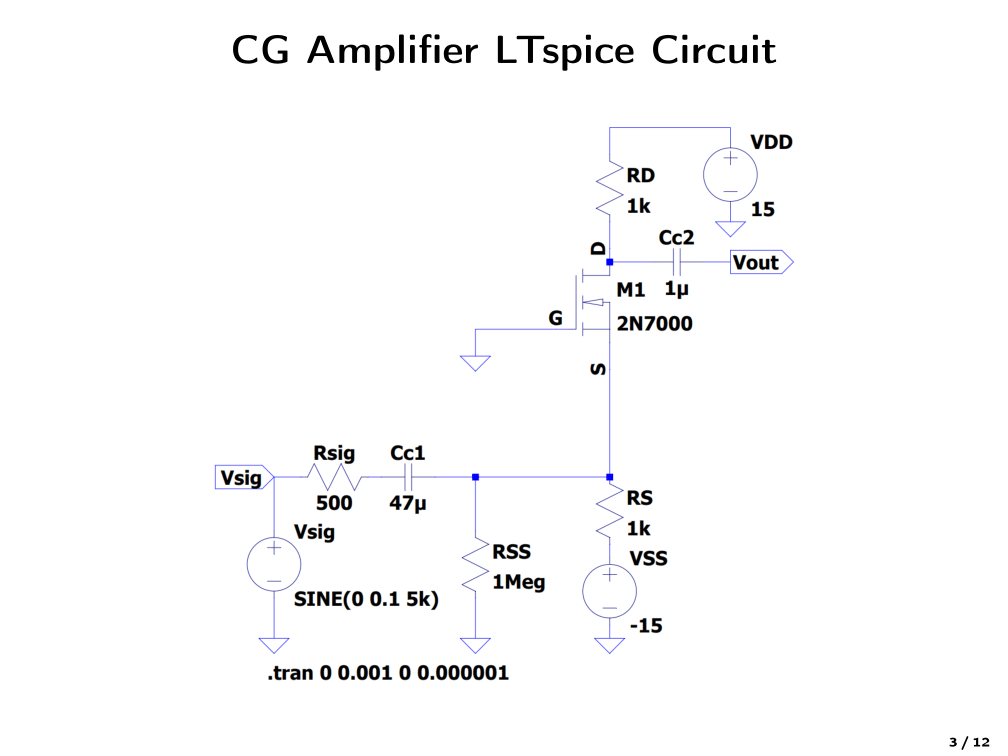 CG Amplifier LTspice Circuit
VDD
15
RD
1k
D
Cc2
1µ
Vout
M1
2N7000
G
S
Vsig
Rsig
500
Cc1
47µ
Vsig
SINE(0 0.1 5k)
RSS
1Meg
RS
1k
VSS
-15
.tran 0 0.001 0 0.000001
3 / 12